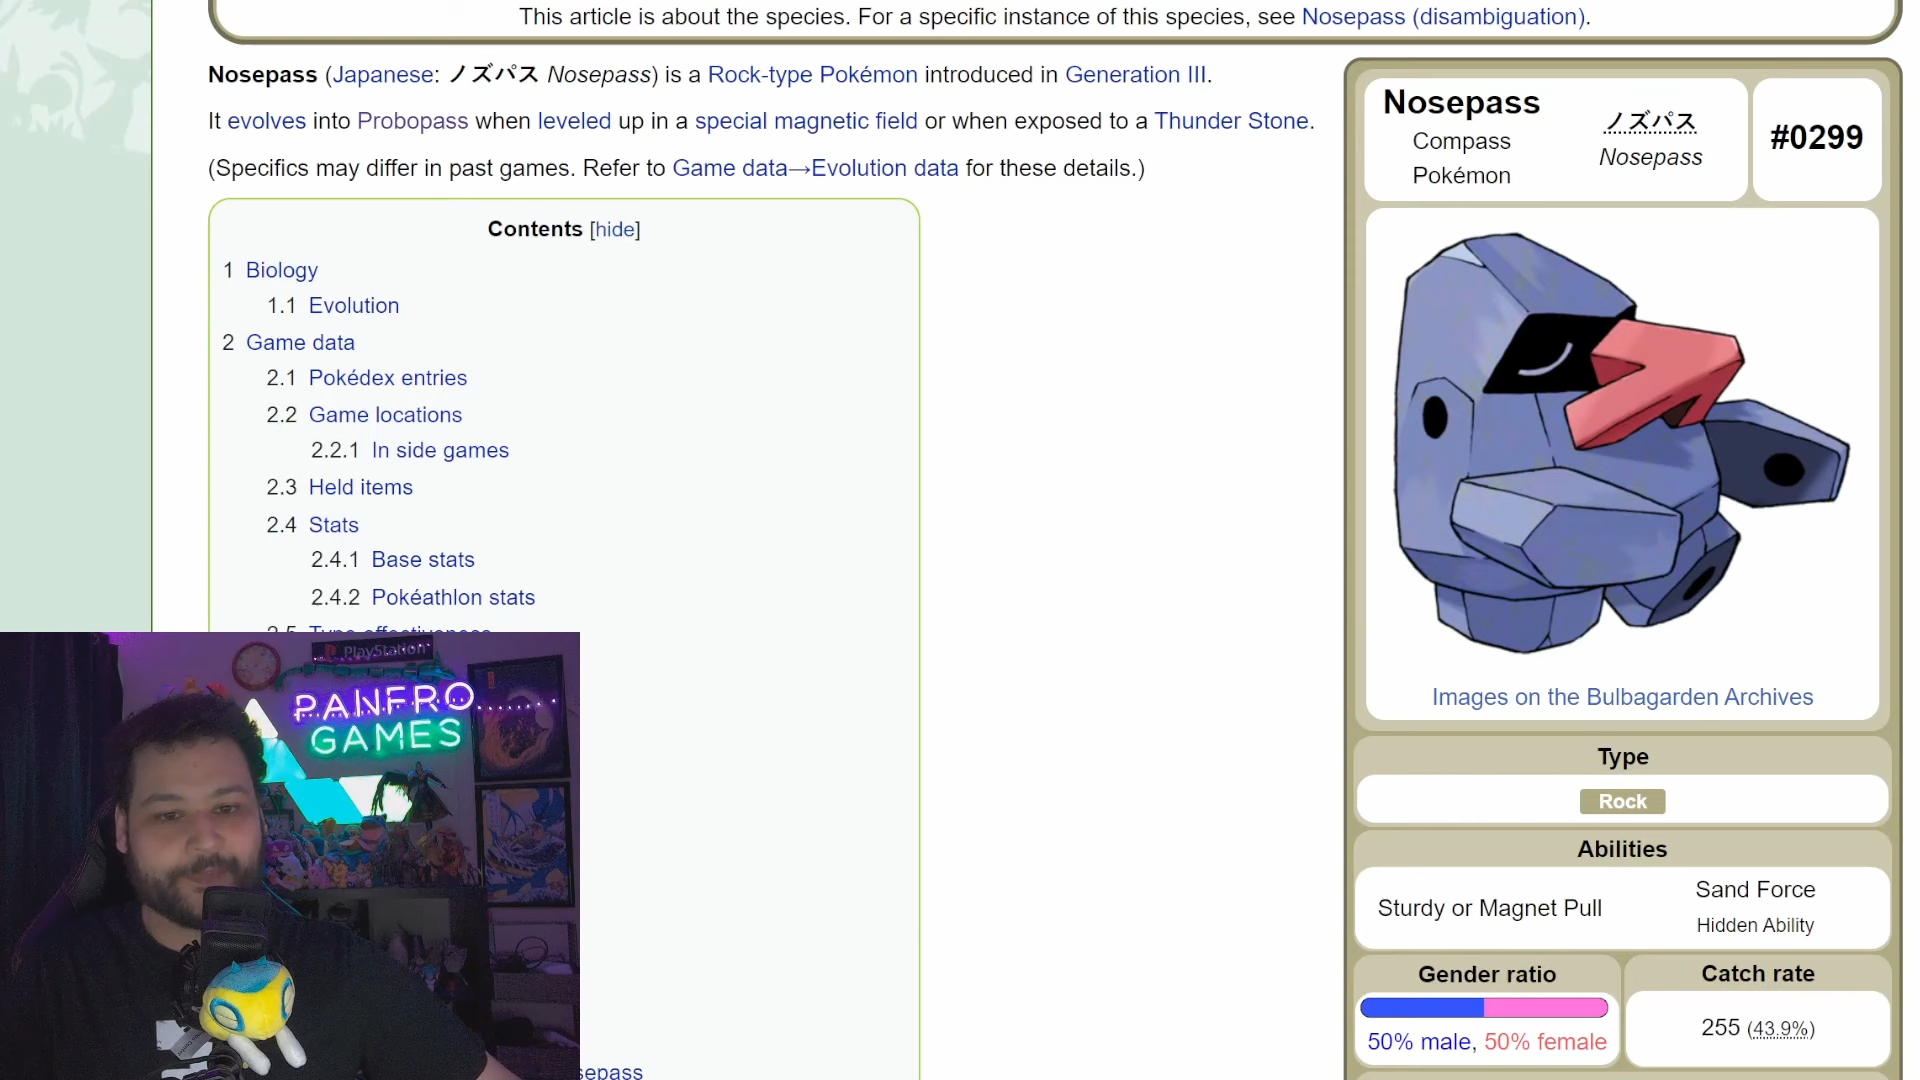 This article is about the species. For a specific instance of this species, see Nosepass (disambiguation).
Nosepass (Japanese: ノズパス Nosepass) is a Rock-type Pokémon introduced in Generation III.
It evolves into Probopass when leveled up in a special magnetic field or when exposed to a Thunder Stone.
(Specifics may differ in past games. Refer to Game data→Evolution data for these details.)
Contents [hide]
1 Biology
1.1 Evolution
2 Game data
2.1 Pokédex entries
2.2 Game locations
2.2.1 In side games
2.3 Held items
2.4 Stats
2.4.1 Base stats
2.4.2 Pokéathlon stats
2.5 Type effectiveness
PlayStation
PANFRO
GAMES
sepass
Nosepass
Compass
Pokémon
ノズパス
Nosepass
#0299
Images on the Bulbagarden Archives
Type
Rock
Abilities
Sturdy or Magnet Pull
Sand Force
Hidden Ability
Gender ratio
50% male, 50% female
Catch rate
255 (43.9%)